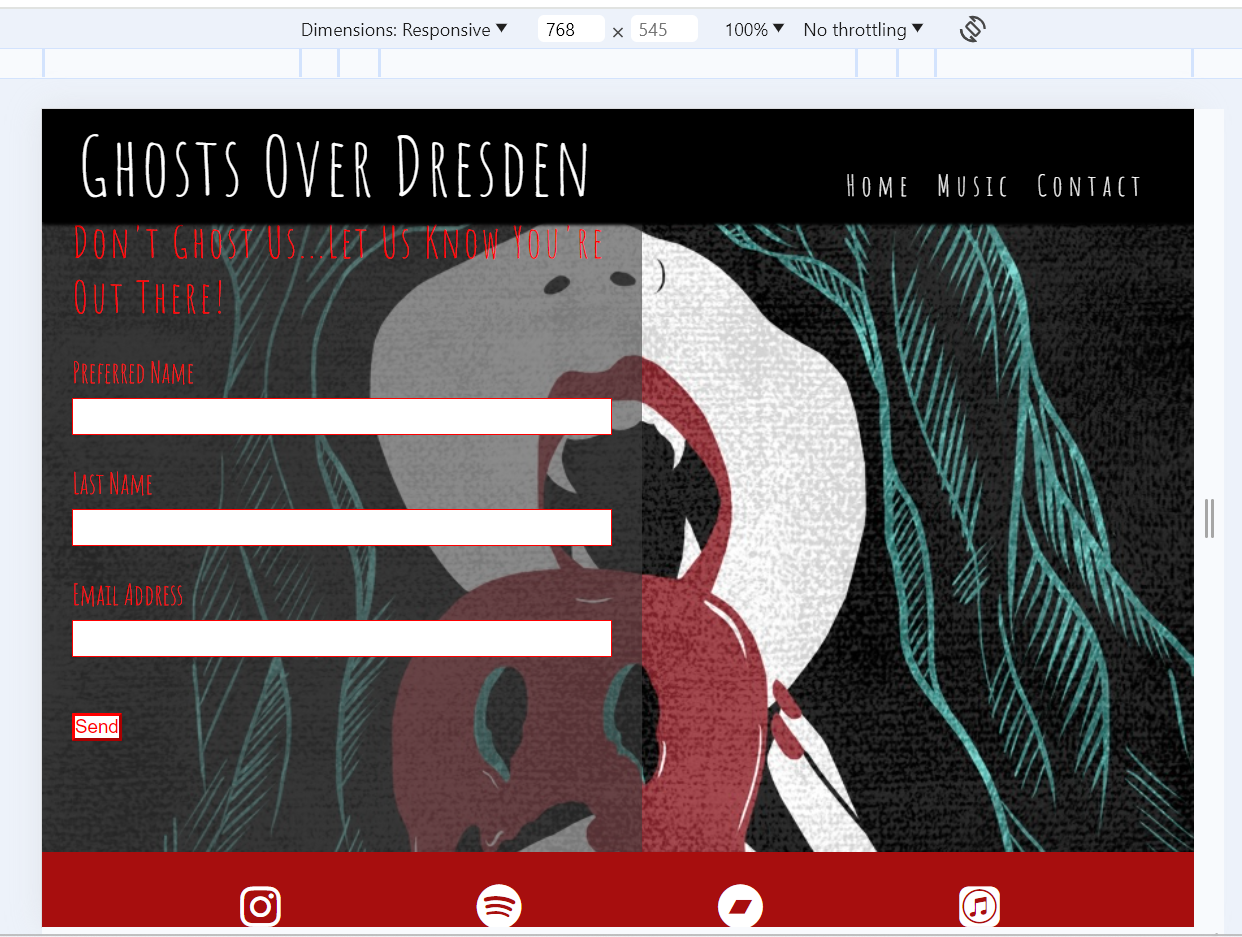 Dimensions: Responsive 768 × 545 100% No throttling
Ghosts Over Dresden
Home Music Contact
Don't Ghost Us...Let Us Know You're
Out There!
Preferred Name
Last Name
Email Address
Send